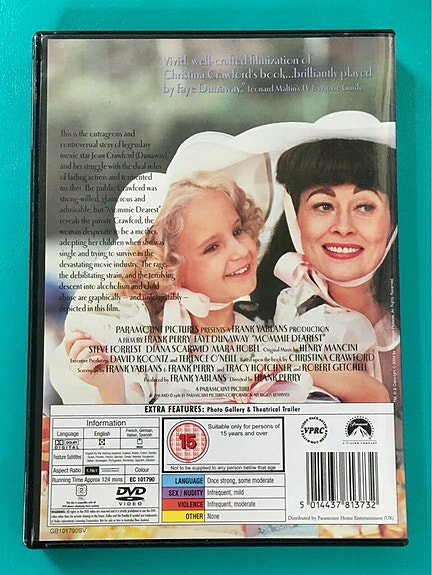 "Vivid, well-crafted filmization of
Christina Crawford's book...brilliantly played
by Faye Dunaway." Leonard Maltin's TV & Movie Guide
This is the outrageous and
controversial story of legendary
movie star Joan Crawford (Dunaway)
and her struggle with the dual roles
of fading actress and tormented
mother. The public Crawford was
strong-willed, glamorous and
admirable, but "Mommie Dearest"
reveals the private Crawford, the
woman desperate to be a mother,
adopting her children when she was
single and trying to survive in the
devastating movie industry. The rage,
the debilitating strain, and the terrifying
descent into alcoholism and child
abuse are graphically – and unforgettably –
depicted in this film.
PARAMOUNT PICTURES PRESENTS A FRANK YABLANS PRODUCTION
A FILM BY FRANK PERRY FAYE DUNAWAY "MOMMIE DEAREST"
STEVE FORREST DIANA SCARWID MARA HOBEL Original Music by HENRY MANCINI
Executive Producers DAVID KOONTZ and TERENCE O'NEILL Based upon the book by CHRISTINA CRAWFORD
Screenplay by FRANK YABLANS & FRANK PERRY and TRACY HOTCHNER and ROBERT GETCHELL
Produced by FRANK YABLANS Directed by FRANK PERRY
A PARAMOUNT PICTURE
EXTRA FEATURES: Photo Gallery & Theatrical Trailer
Information
Language English French, German, Italian, Spanish
DOLBY DIGITAL
Feature Subtitles
Aspect Ratio 1.78:1 Colour
Running Time Approx 124 mins EC 101790
2
DVD VIDEO
GB101790SV
15
Suitable only for persons of
15 years and over
Not to be supplied to any person below that age
LANGUAGE Once strong, some moderate
SEX / NUDITY Infrequent, mild
VIOLENCE Infrequent, moderate
OTHER None
VPRC
Paramount
5 014437 813732
Distributed by Paramount Home Entertainment (UK)